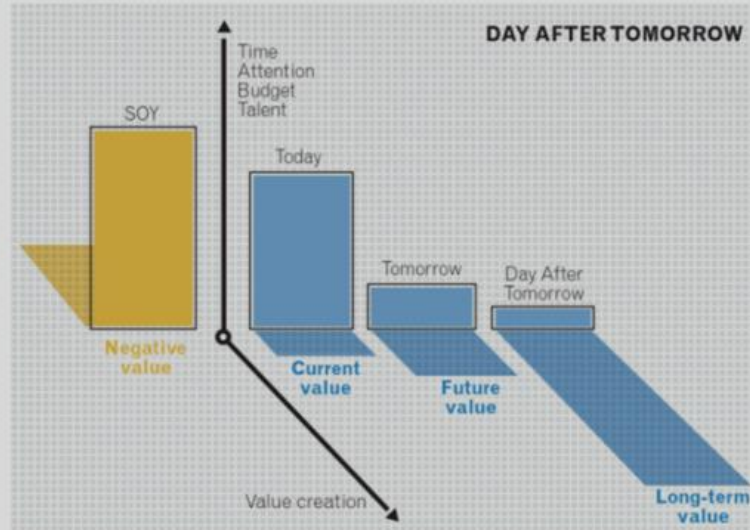 DAY AFTER TOMORROW
Time
Attention
Budget
Talent
SOY
Today
Tomorrow
Day After
Tomorrow
Negative
value
Current
value
Future
value
Long-term
value
Value creation